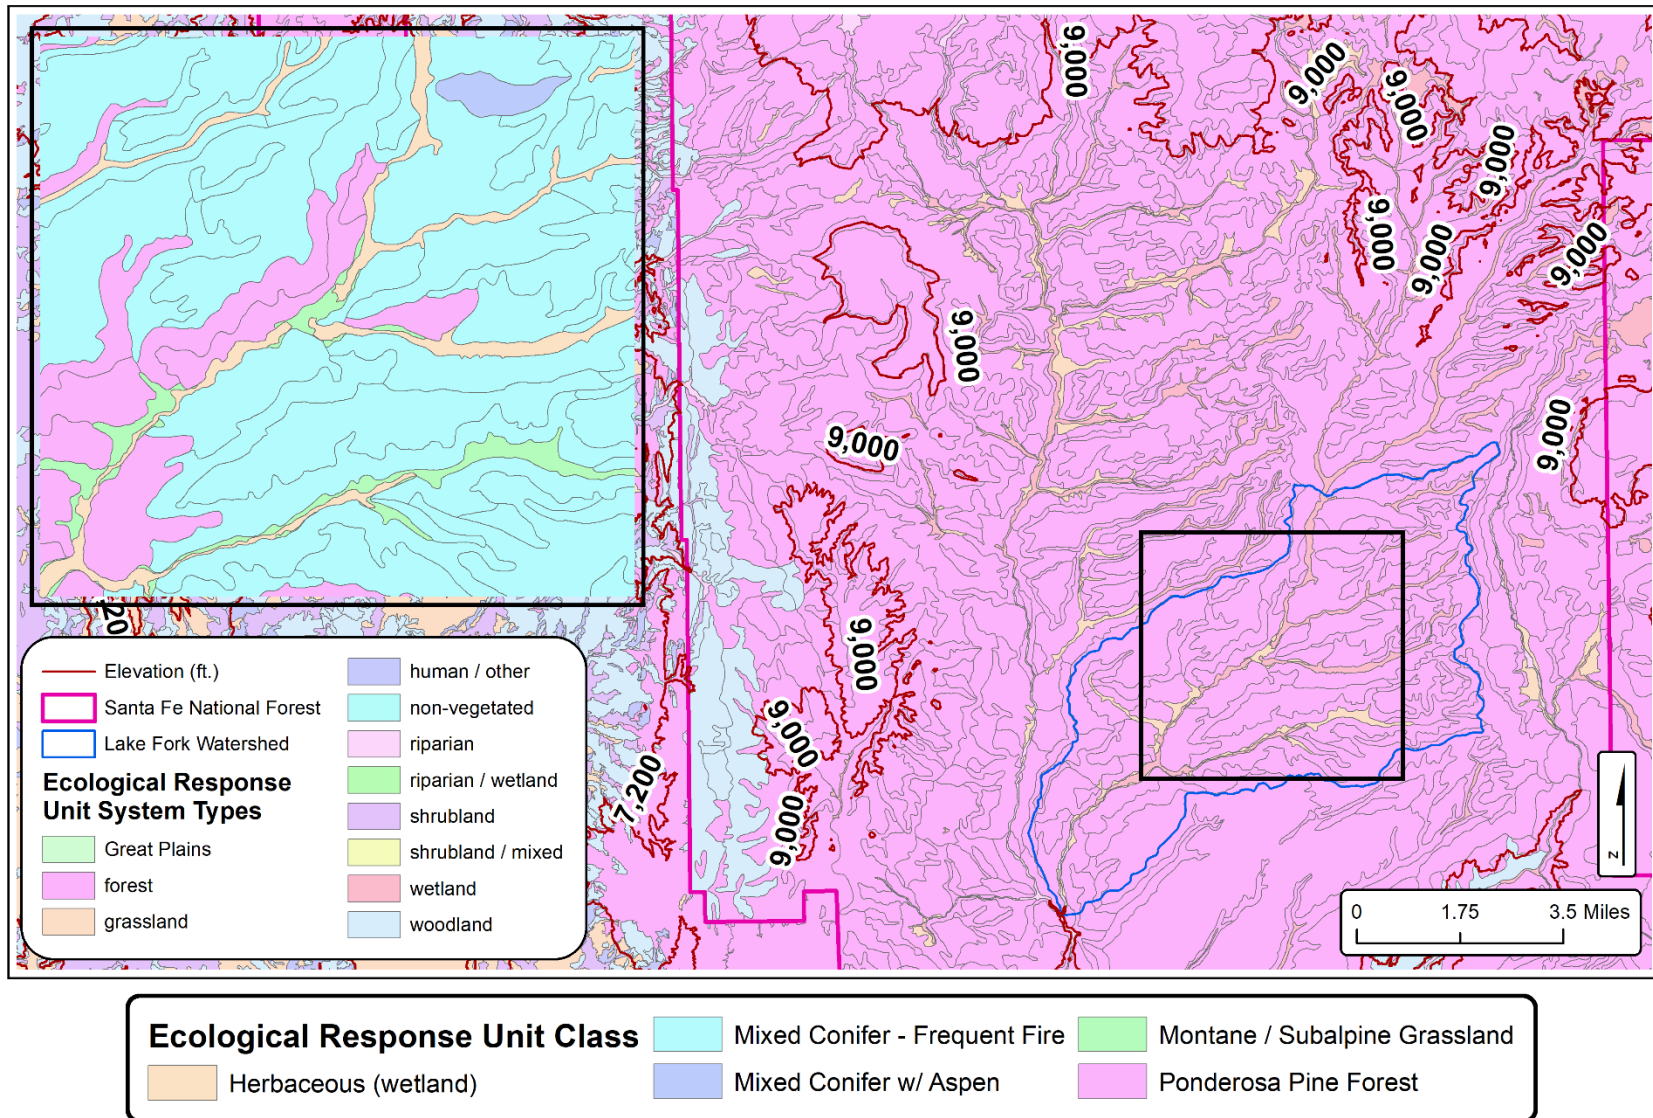 9,000
9,000
9,000
9,000
9,000
9,000
9,000
9,000
9,000
9,000
9,000
9,000
9,000
7,200
20
Elevation (ft.)
Santa Fe National Forest
Lake Fork Watershed
Ecological Response
Unit System Types
Great Plains
forest
grassland
human / other
non-vegetated
riparian
riparian / wetland
shrubland
shrubland / mixed
wetland
woodland
N
0 1.75 3.5 Miles
Ecological Response Unit Class
Herbaceous (wetland)
Mixed Conifer - Frequent Fire
Mixed Conifer w/ Aspen
Montane / Subalpine Grassland
Ponderosa Pine Forest